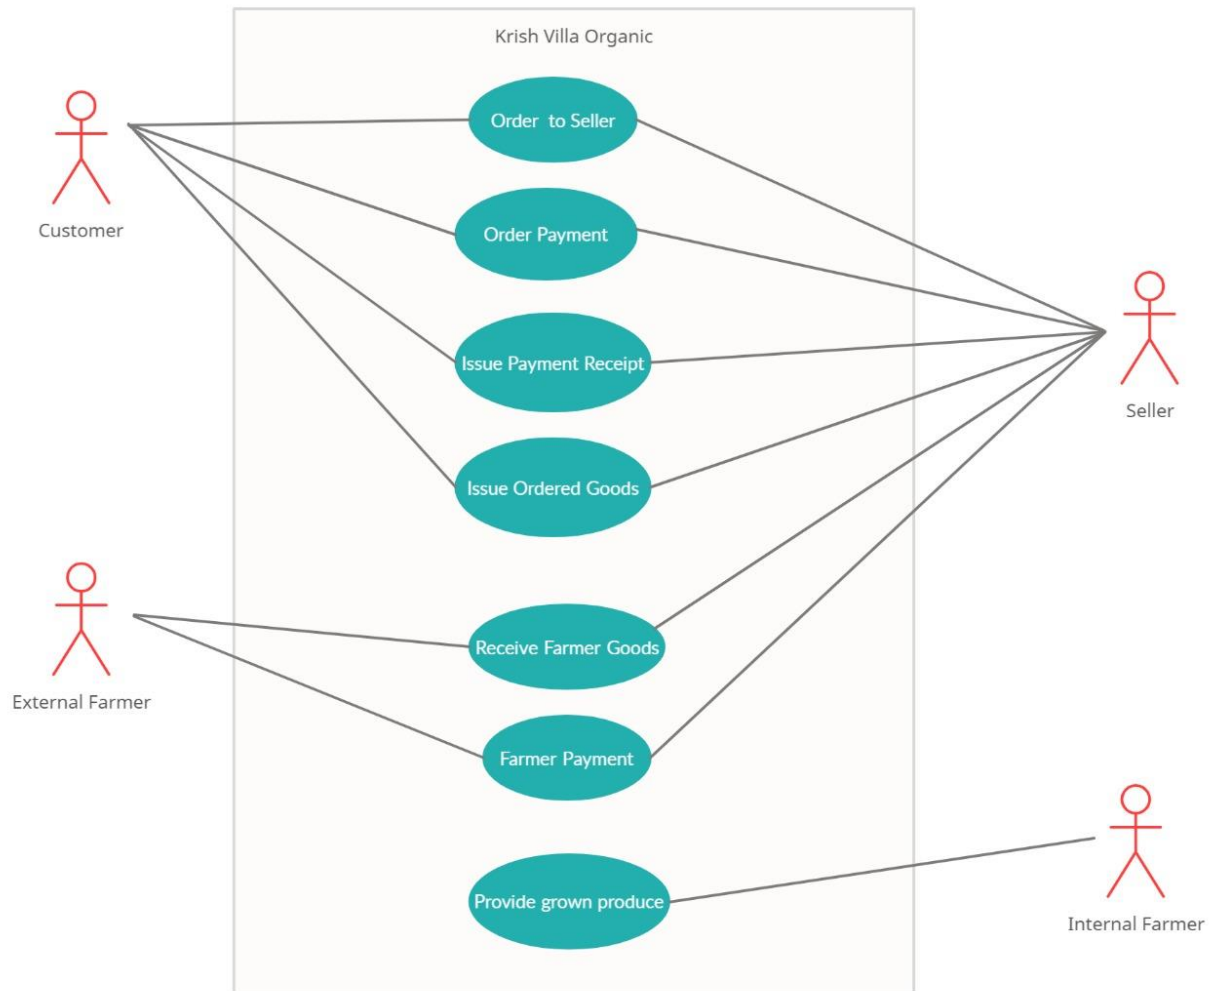 Krish Villa Organic
Order to Seller
Customer
Order Payment
Issue Payment Receipt
Seller
Issue Ordered Goods
Receive Farmer Goods
External Farmer
Farmer Payment
Provide grown produce
Internal Farmer